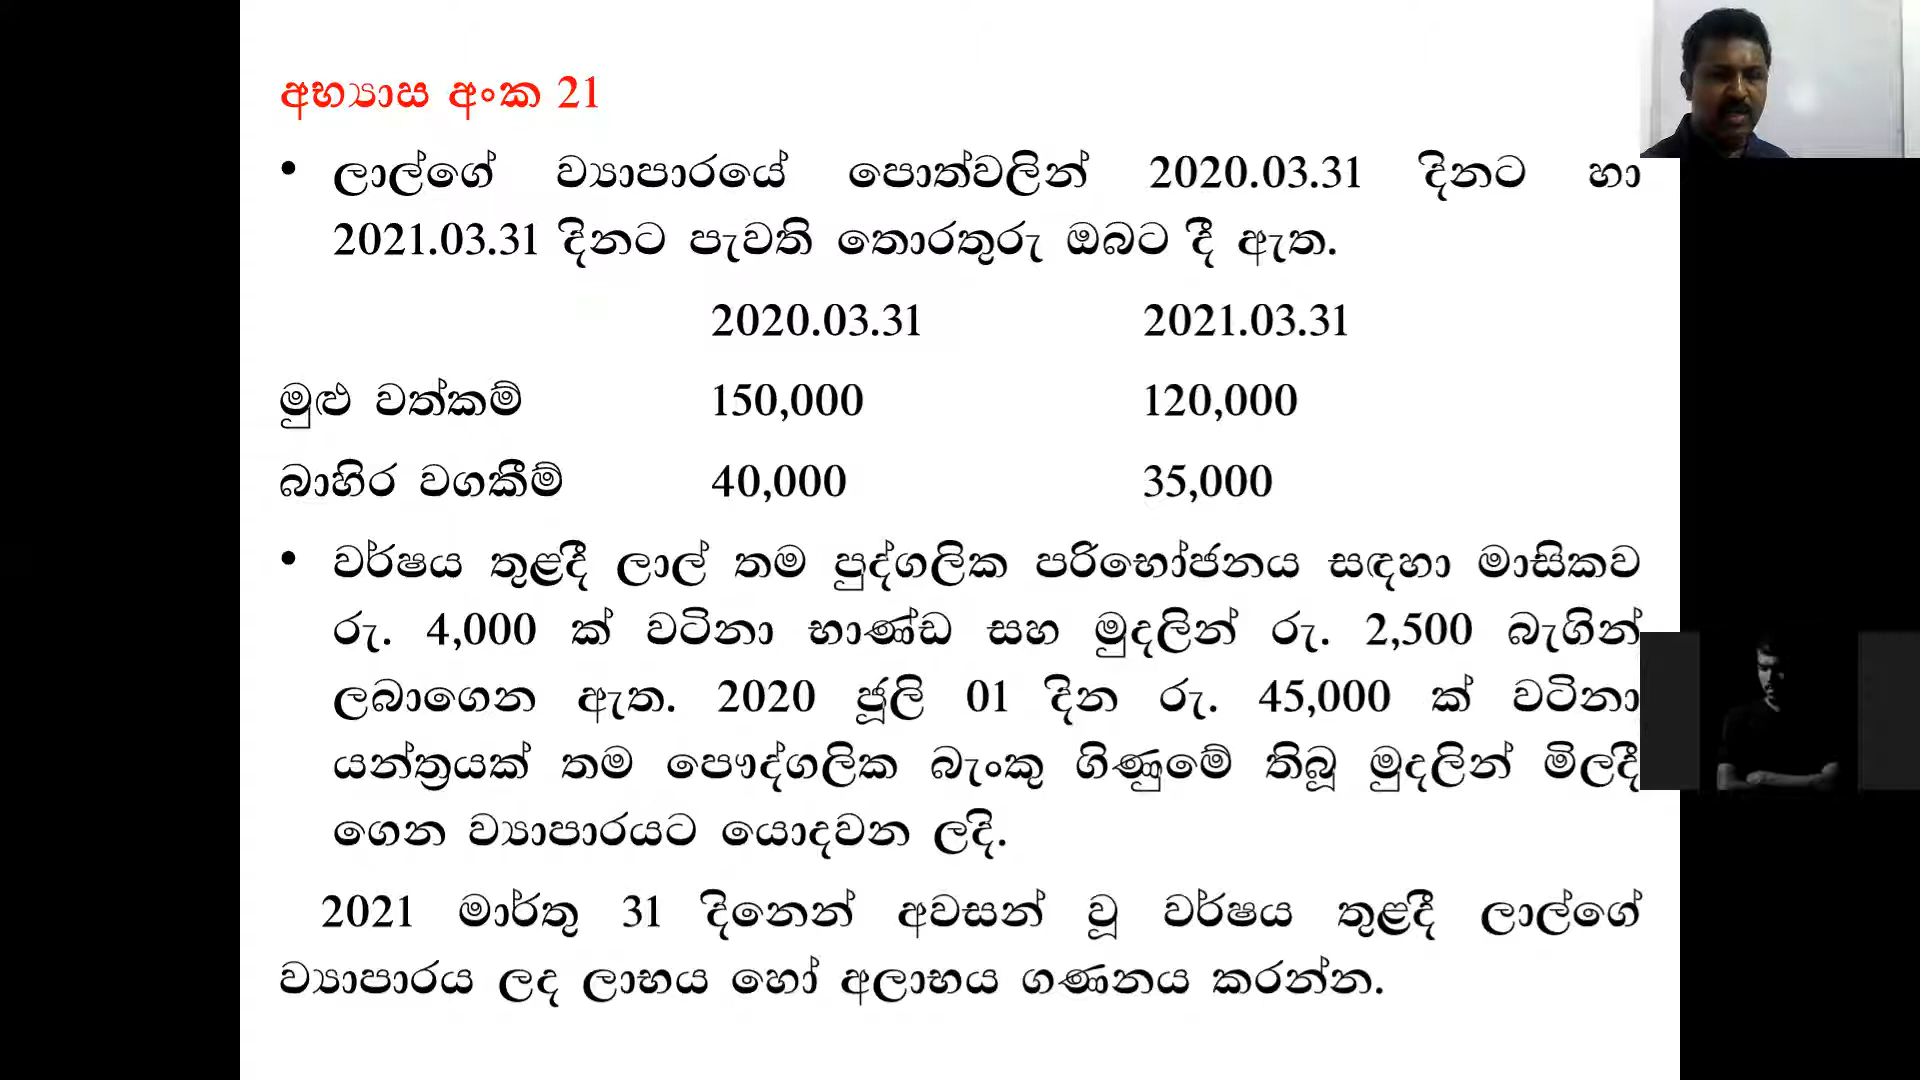 අභ්‍යාස අංක 21
• ලාල්ගේ ව්‍යාපාරයේ පොත්වලින් 2020.03.31 දිනට හා
2021.03.31 දිනට පැවති තොරතුරු ඔබට දී ඇත.
2020.03.31 2021.03.31
මුළු වත්කම් 150,000 120,000
බාහිර වගකීම් 40,000 35,000
• වර්ෂය තුළදී ලාල් තම පුද්ගලික පරිභෝජනය සඳහා මාසිකව
රු. 4,000 ක් වටිනා භාණ්ඩ සහ මුදලින් රු. 2,500 බැගින්
ලබාගෙන ඇත. 2020 ජූලි 01 දින රු. 45,000 ක් වටිනා
යන්ත්‍රයක් තම පෞද්ගලික බැංකු ගිණුමේ තිබූ මුදලින් මිලදී
ගෙන ව්‍යාපාරයට යොදවන ලදි.
2021 මාර්තු 31 දිනෙන් අවසන් වූ වර්ෂය තුළදී ලාල්ගේ
ව්‍යාපාරය ලද ලාභය හෝ අලාභය ගණනය කරන්න.